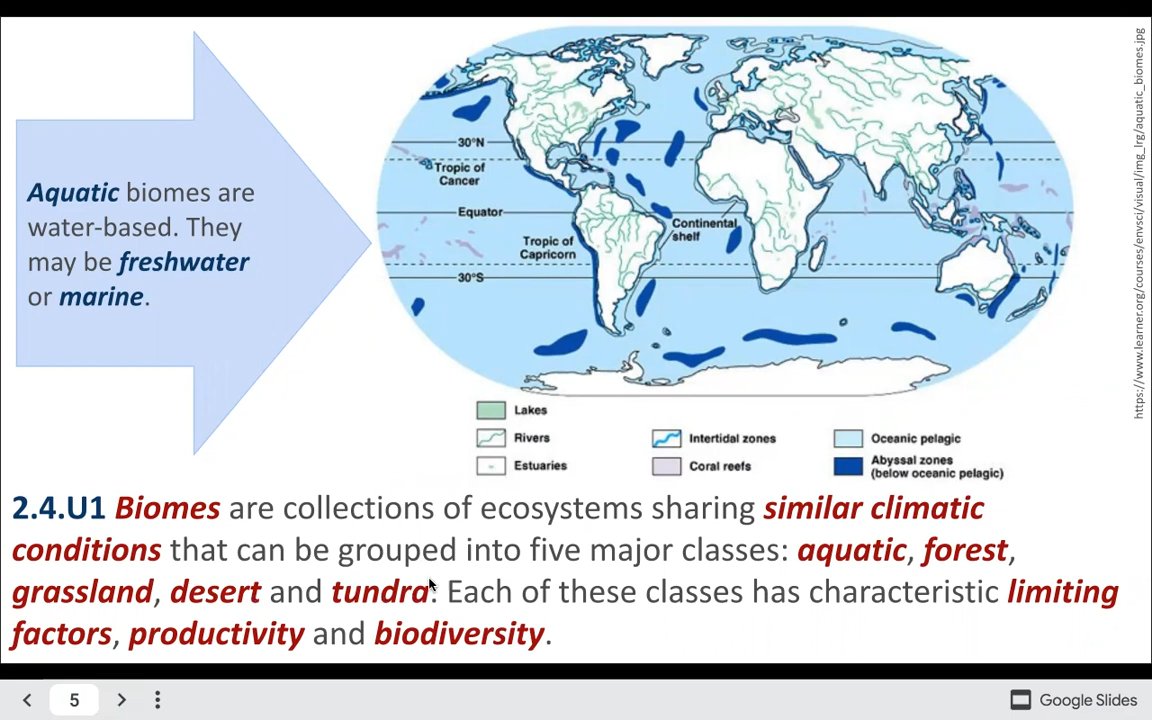 Aquatic biomes are
water-based. They
may be freshwater
or marine.
30°N
Tropic of
Cancer
Equator
Continental
shelf
Tropic of
Capricorn
30°S
Lakes
Rivers
Estuaries
Intertidal zones
Coral reefs
Oceanic pelagic
Abyssal zones
(below oceanic pelagic)
https://www.learner.org/courses/envsci/visual/img_lrg/aquatic_biomes.jpg
2.4.U1 Biomes are collections of ecosystems sharing similar climatic
conditions that can be grouped into five major classes: aquatic, forest,
grassland, desert and tundra. Each of these classes has characteristic limiting
factors, productivity and biodiversity.
5
Google Slides